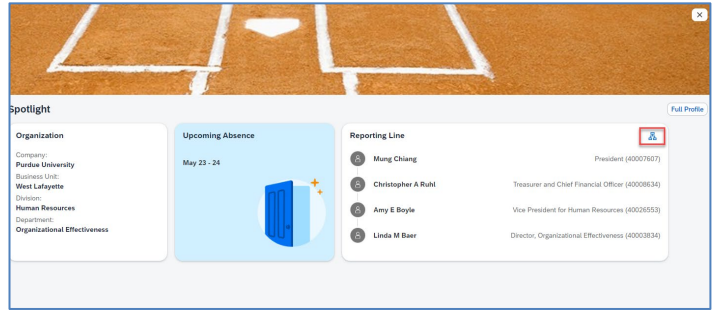 Spotlight
Full Profile
Organization
Company:
Purdue University
Business Unit:
West Lafayette
Division:
Human Resources
Department:
Organizational Effectiveness
Upcoming Absence
May 23 - 24
Reporting Line
Mung Chiang President (40007607)
Christopher A Ruhl Treasurer and Chief Financial Officer (40008634)
Amy E Boyle Vice President for Human Resources (40026553)
Linda M Baer Director, Organizational Effectiveness (40003834)